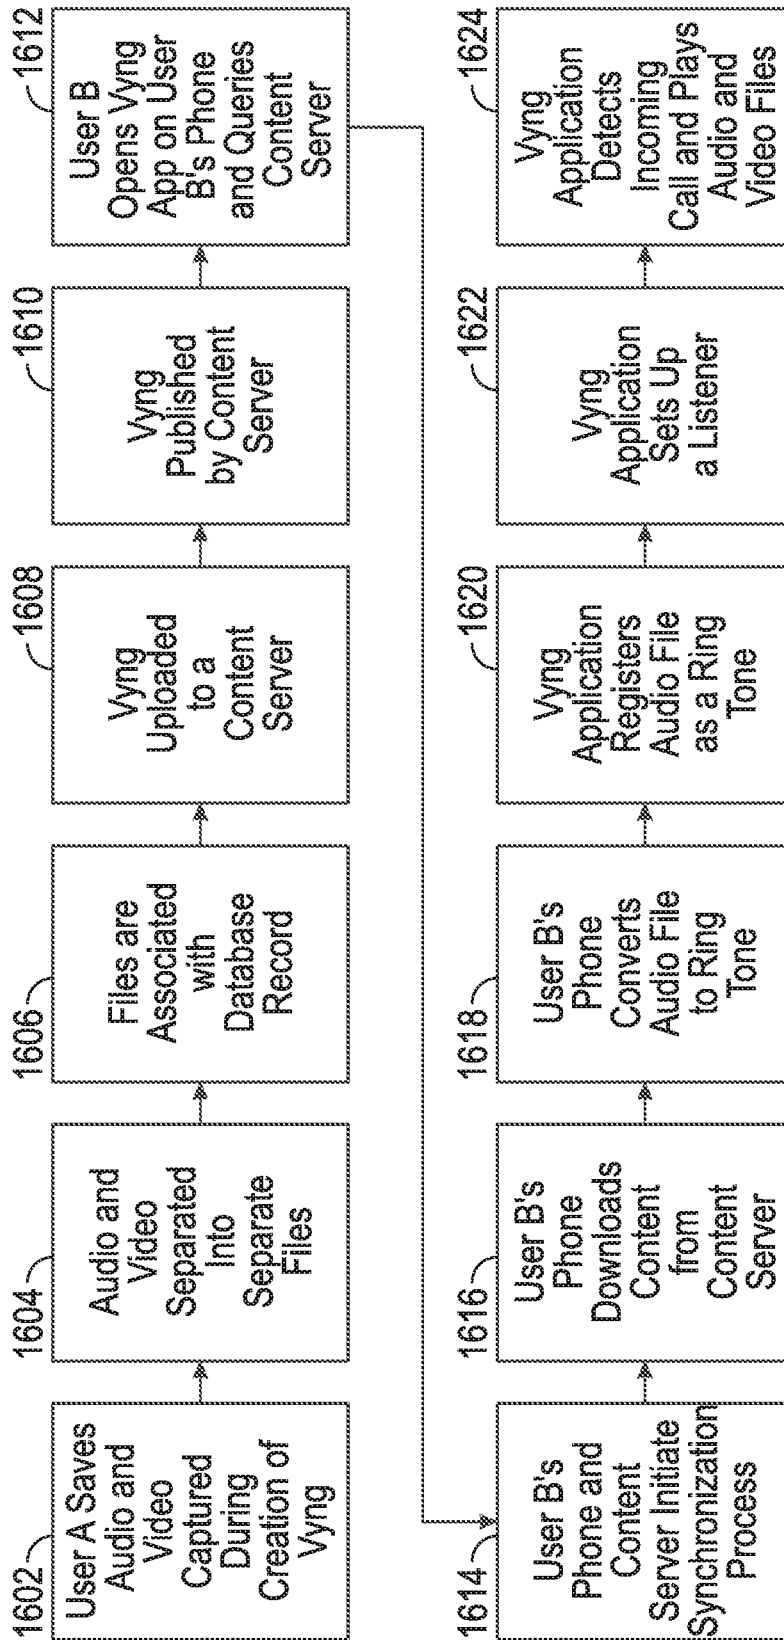 1602
User A Saves
Audio and
Video
Captured
During
Creation of
Vyng
1604
Audio and
Video
Separated
Into
Separate
Files
1606
Files are
Associated
with
Database
Record
1608
Vyng
Uploaded
to a
Content
Server
1610
Vyng
Published
by Content
Server
1612
User B
Opens Vyng
App on User
B's Phone
and Queries
Content
Server
1614
User B's
Phone and
Content
Server Initiate
Synchronization
Process
1616
User B's
Phone
Downloads
Content
from
Content
Server
1618
User B's
Phone
Converts
Audio File
to Ring
Tone
1620
Vyng
Application
Registers
Audio File
as a Ring
Tone
1622
Vyng
Application
Sets Up
a Listener
1624
Vyng
Application
Detects
Incoming
Call and Plays
Audio and
Video Files